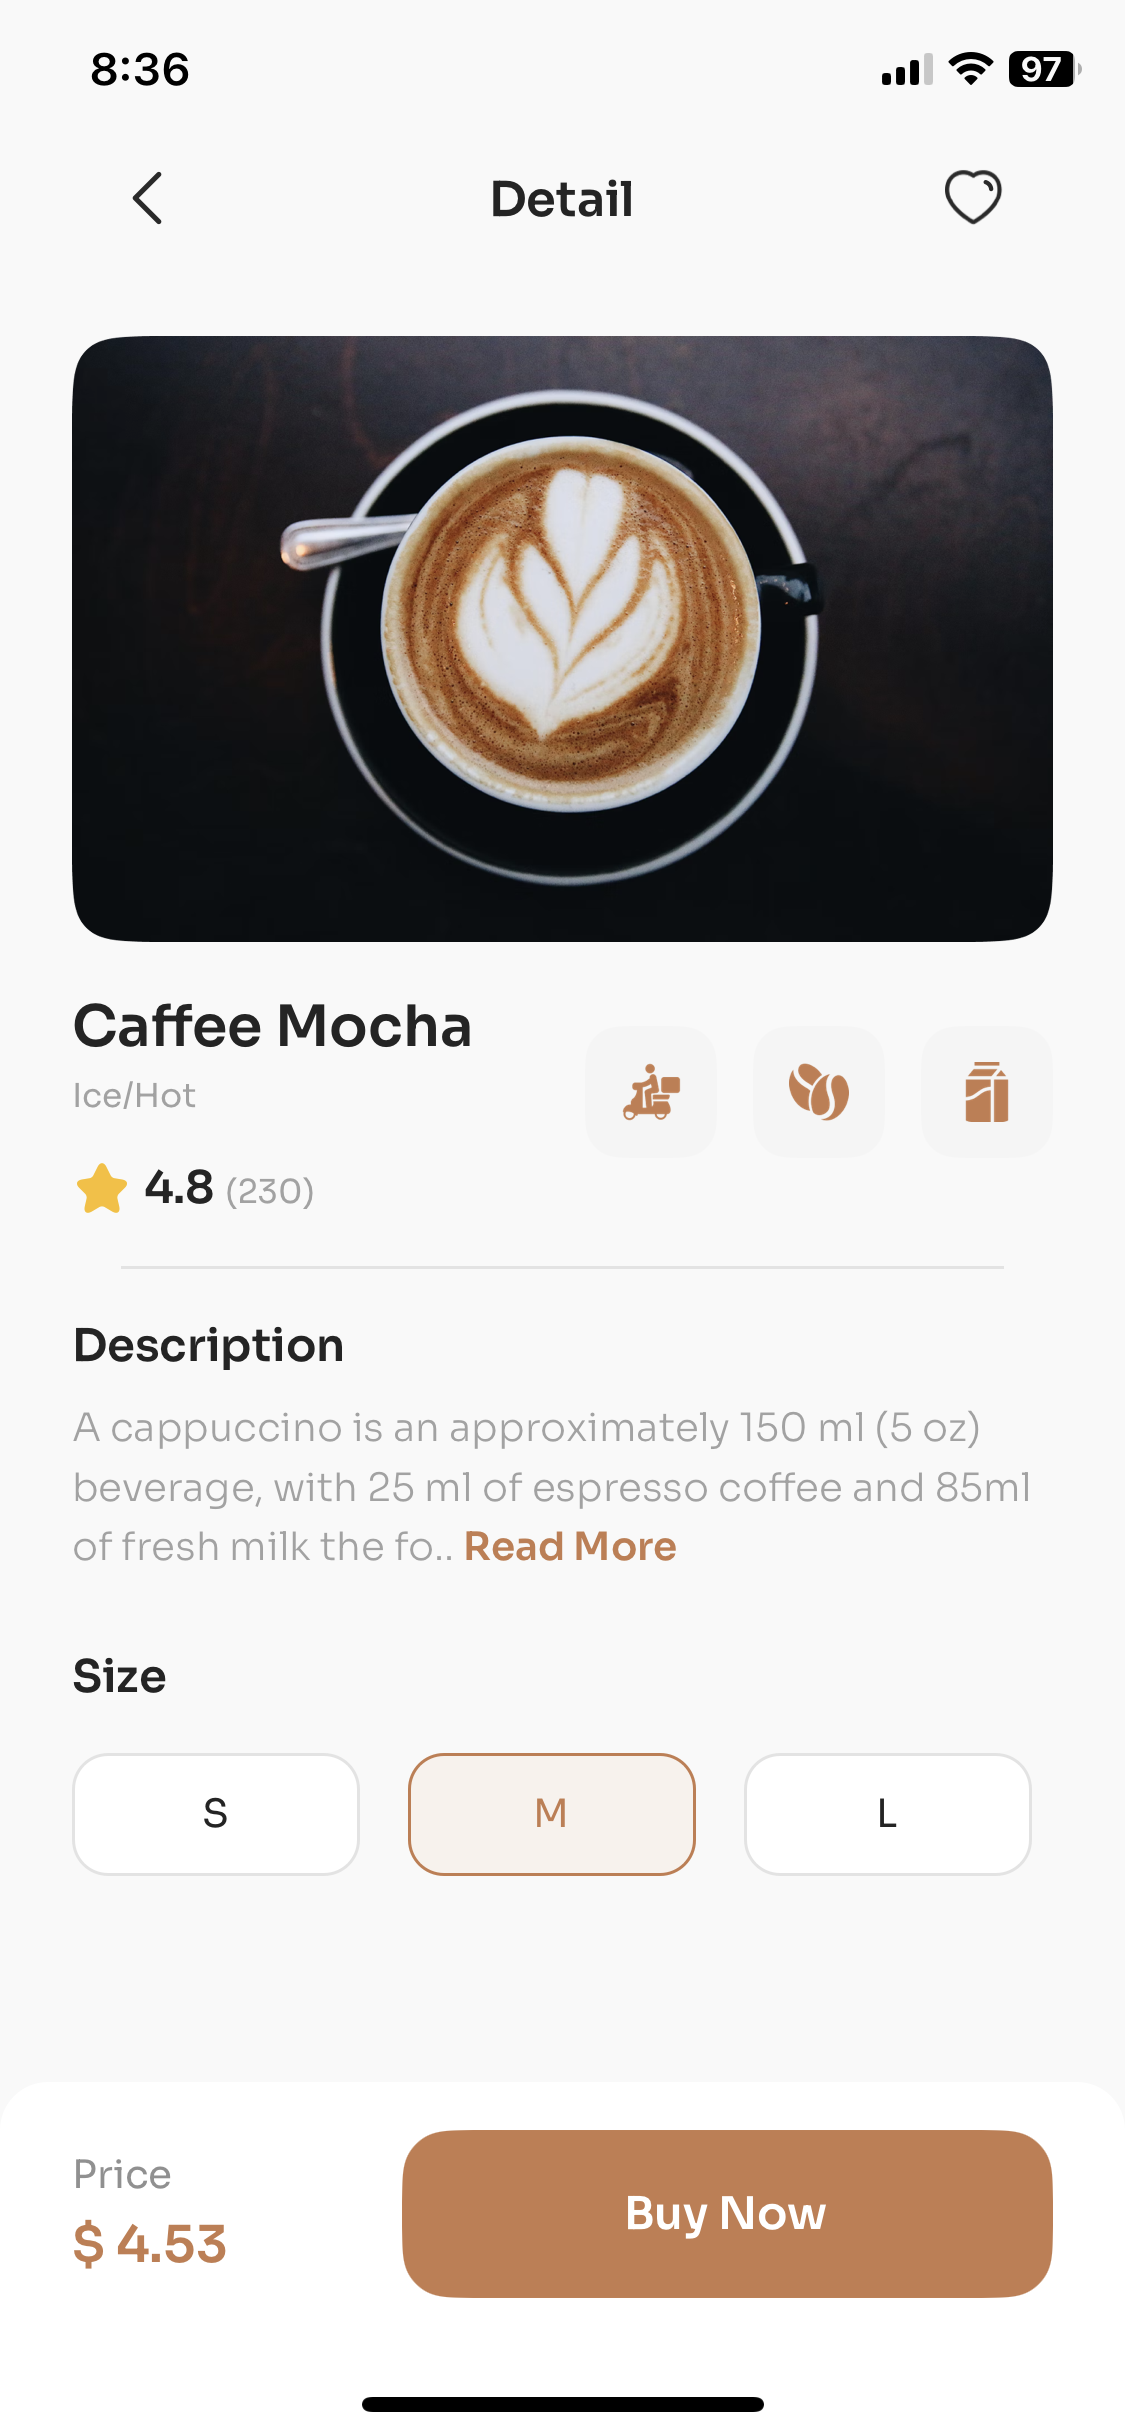 8:36
97
Detail
Caffee Mocha
Ice/Hot
4.8 (230)
Description
A cappuccino is an approximately 150 ml (5 oz)
beverage, with 25 ml of espresso coffee and 85ml
of fresh milk the fo.. Read More
Size
S
M
L
Price
$ 4.53
Buy Now